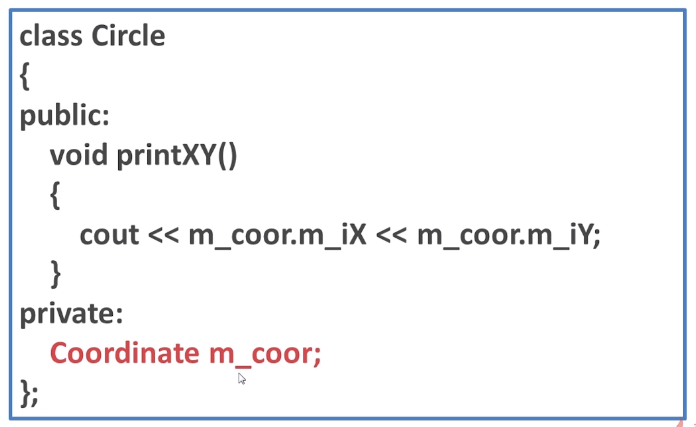 class Circle
{
public:
void printXY()
{
cout << m_coor.m_iX << m_coor.m_iY;
}
private:
Coordinate m_coor;
};